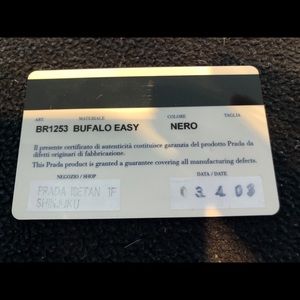 ART. MATERIALE COLORE TAGLIA
BR1253 BUFALO EASY NERO
Il presente certificato di autenticità costituisce garanzia del prodotto Prada da
difetti originari di fabbricazione.
This Prada product is granted a guarantee covering all manufacturing defects.
NEGOZIO / SHOP DATA / DATE
PRADA ISETAN 1F 03.4.03
SHINJUKU